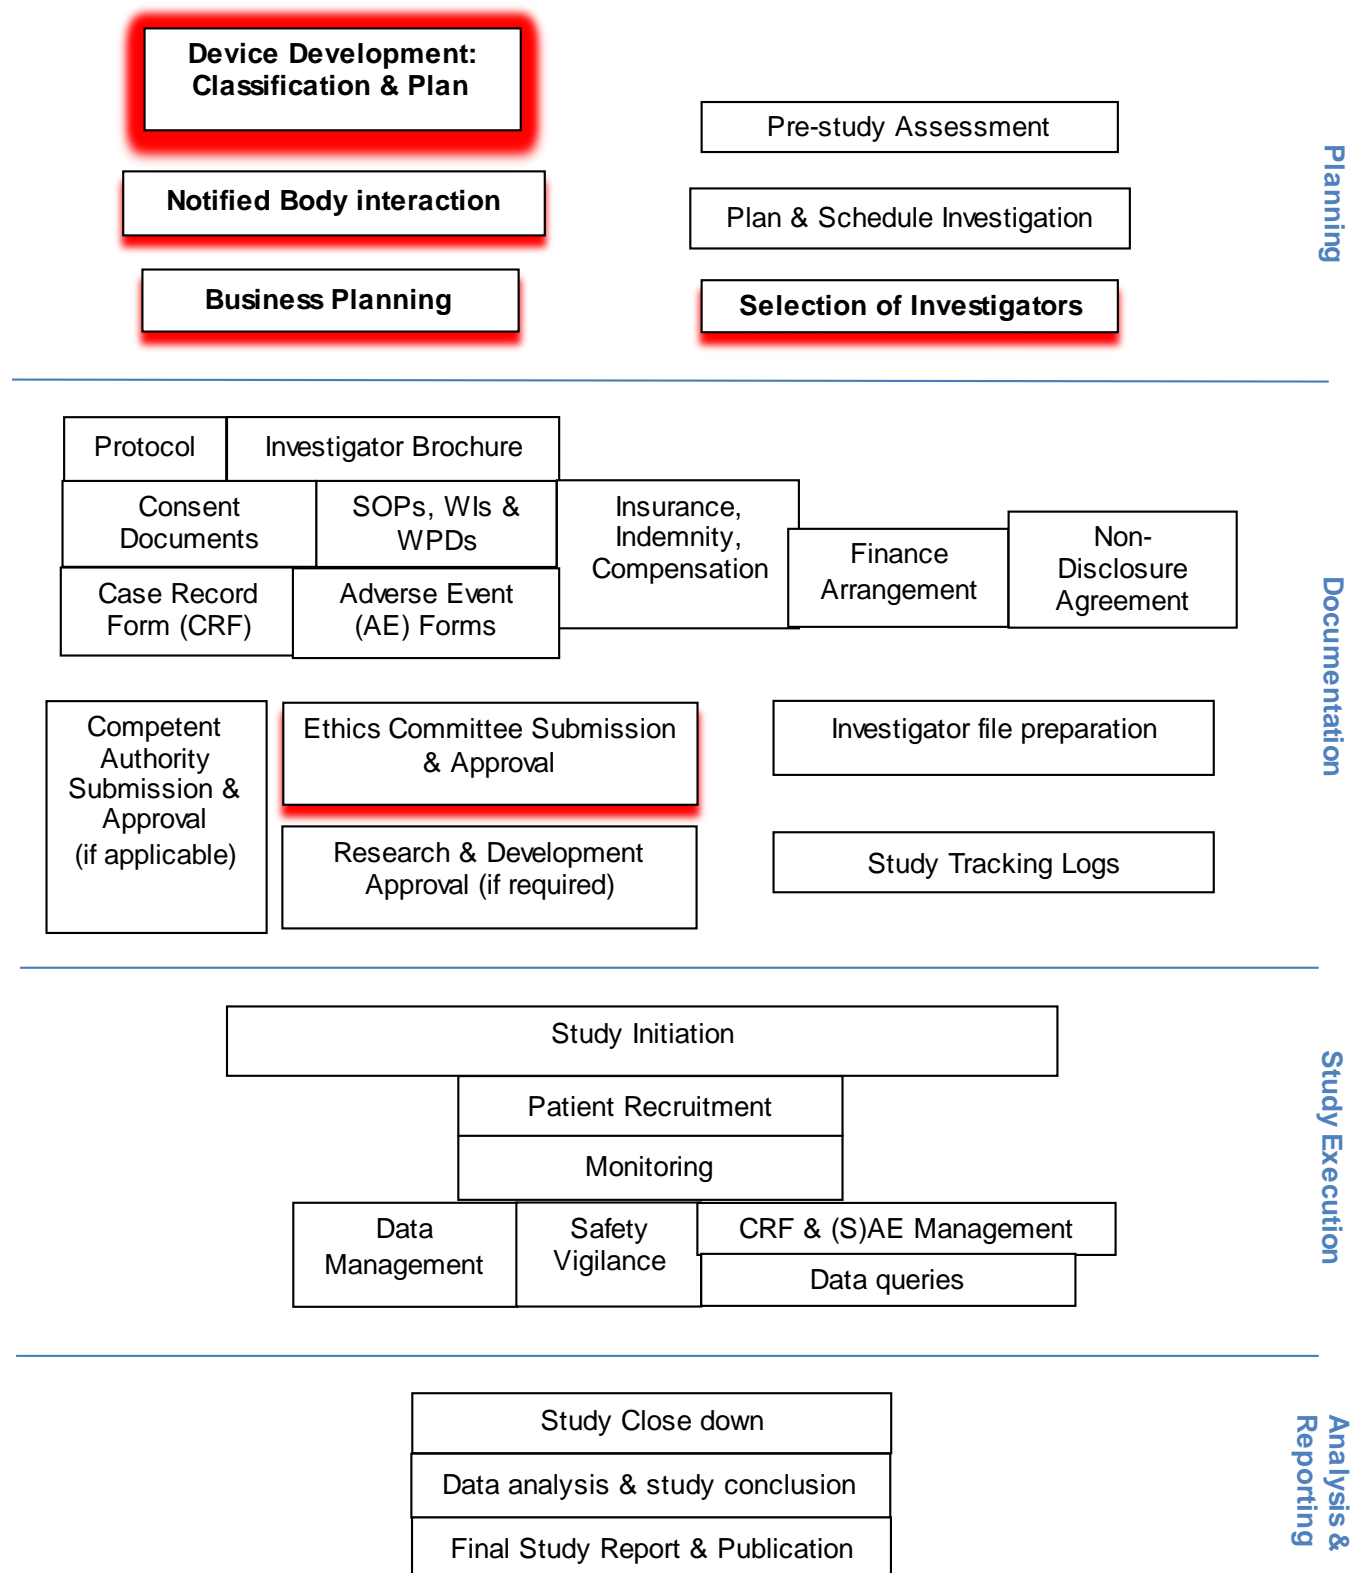 Device Development:
Classification & Plan
Notified Body interaction
Business Planning
Pre-study Assessment
Plan & Schedule Investigation
Selection of Investigators
Planning
Protocol
Investigator Brochure
Consent
Documents
SOPs, WIs &
WPDs
Case Record
Form (CRF)
Adverse Event
(AE) Forms
Insurance,
Indemnity,
Compensation
Finance
Arrangement
Non-
Disclosure
Agreement
Documentation
Competent
Authority
Submission &
Approval
(if applicable)
Ethics Committee Submission
& Approval
Research & Development
Approval (if required)
Investigator file preparation
Study Tracking Logs
Study Initiation
Patient Recruitment
Monitoring
Data
Management
Safety
Vigilance
CRF & (S)AE Management
Data queries
Study Execution
Study Close down
Data analysis & study conclusion
Final Study Report & Publication
Analysis &
Reporting